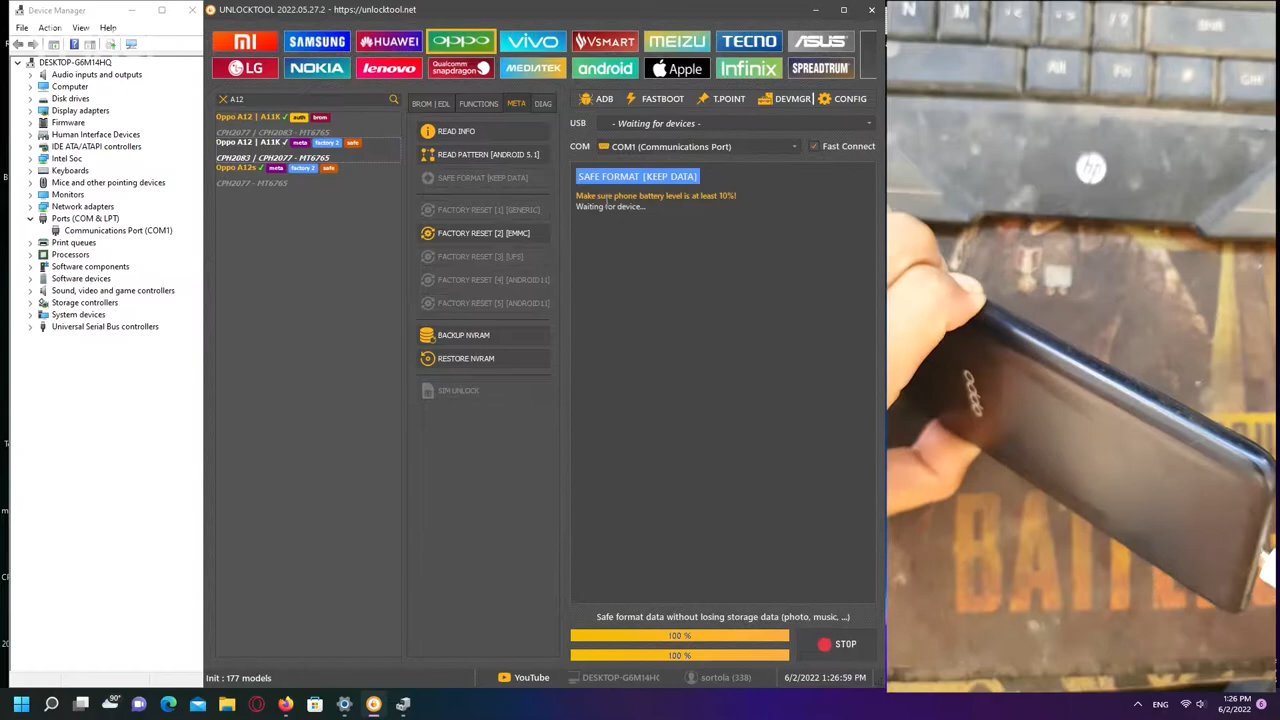 Device Manager
File Action View Help
DESKTOP-G6M14HQ
Audio inputs and outputs
Computer
Disk drives
Display adapters
Firmware
Human Interface Devices
IDE ATA/ATAPI controllers
Intel Soc
Keyboards
Mice and other pointing devices
Monitors
Network adapters
Ports (COM & LPT)
Communications Port (COM1)
Print queues
Processors
Software components
Software devices
Sound, video and game controllers
Storage controllers
System devices
Universal Serial Bus controllers
UNLOCKTOOL 2022.05.27.2 - https://unlocktool.net
MI SAMSUNG HUAWEI OPPO VIVO VSMART MEIZU TECNO ASUS
LG NOKIA lenovo Qualcomm snapdragon MEDIATEK android Apple Infinix SPREADTRUM
A12
Oppo A12 | A11K ✓ auth brom
CPH2077 | CPH2083 - MT6765
Oppo A12 | A11K ✓ meta factory 2 safe
CPH2083 | CPH2077 - MT6765
Oppo A12s ✓ meta factory 2 safe
CPH2077 - MT6765
BROM | EDL FUNCTIONS META DIAG
READ INFO
READ PATTERN [ANDROID 5.1]
SAFE FORMAT [KEEP DATA]
FACTORY RESET [1] [GENERIC]
FACTORY RESET [2] [EMMC]
FACTORY RESET [3] [UFS]
FACTORY RESET [4] [ANDROID11]
FACTORY RESET [5] [ANDROID11]
BACKUP NVRAM
RESTORE NVRAM
SIM UNLOCK
ADB FASTBOOT T.POINT DEVMGR CONFIG
USB - Waiting for devices -
COM COM1 (Communications Port) Fast Connect
SAFE FORMAT [KEEP DATA]
Make sure phone battery level is at least 10%!
Waiting for device...
Safe format data without losing storage data (photo, music, ...)
100 %
100 %
STOP
Init : 177 models YouTube DESKTOP-G6M14HQ sortola (338) 6/2/2022 1:26:59 PM
90°
ENG
1:26 PM
6/2/2022
6
oppo
hp
N M
Alt
Ctrl